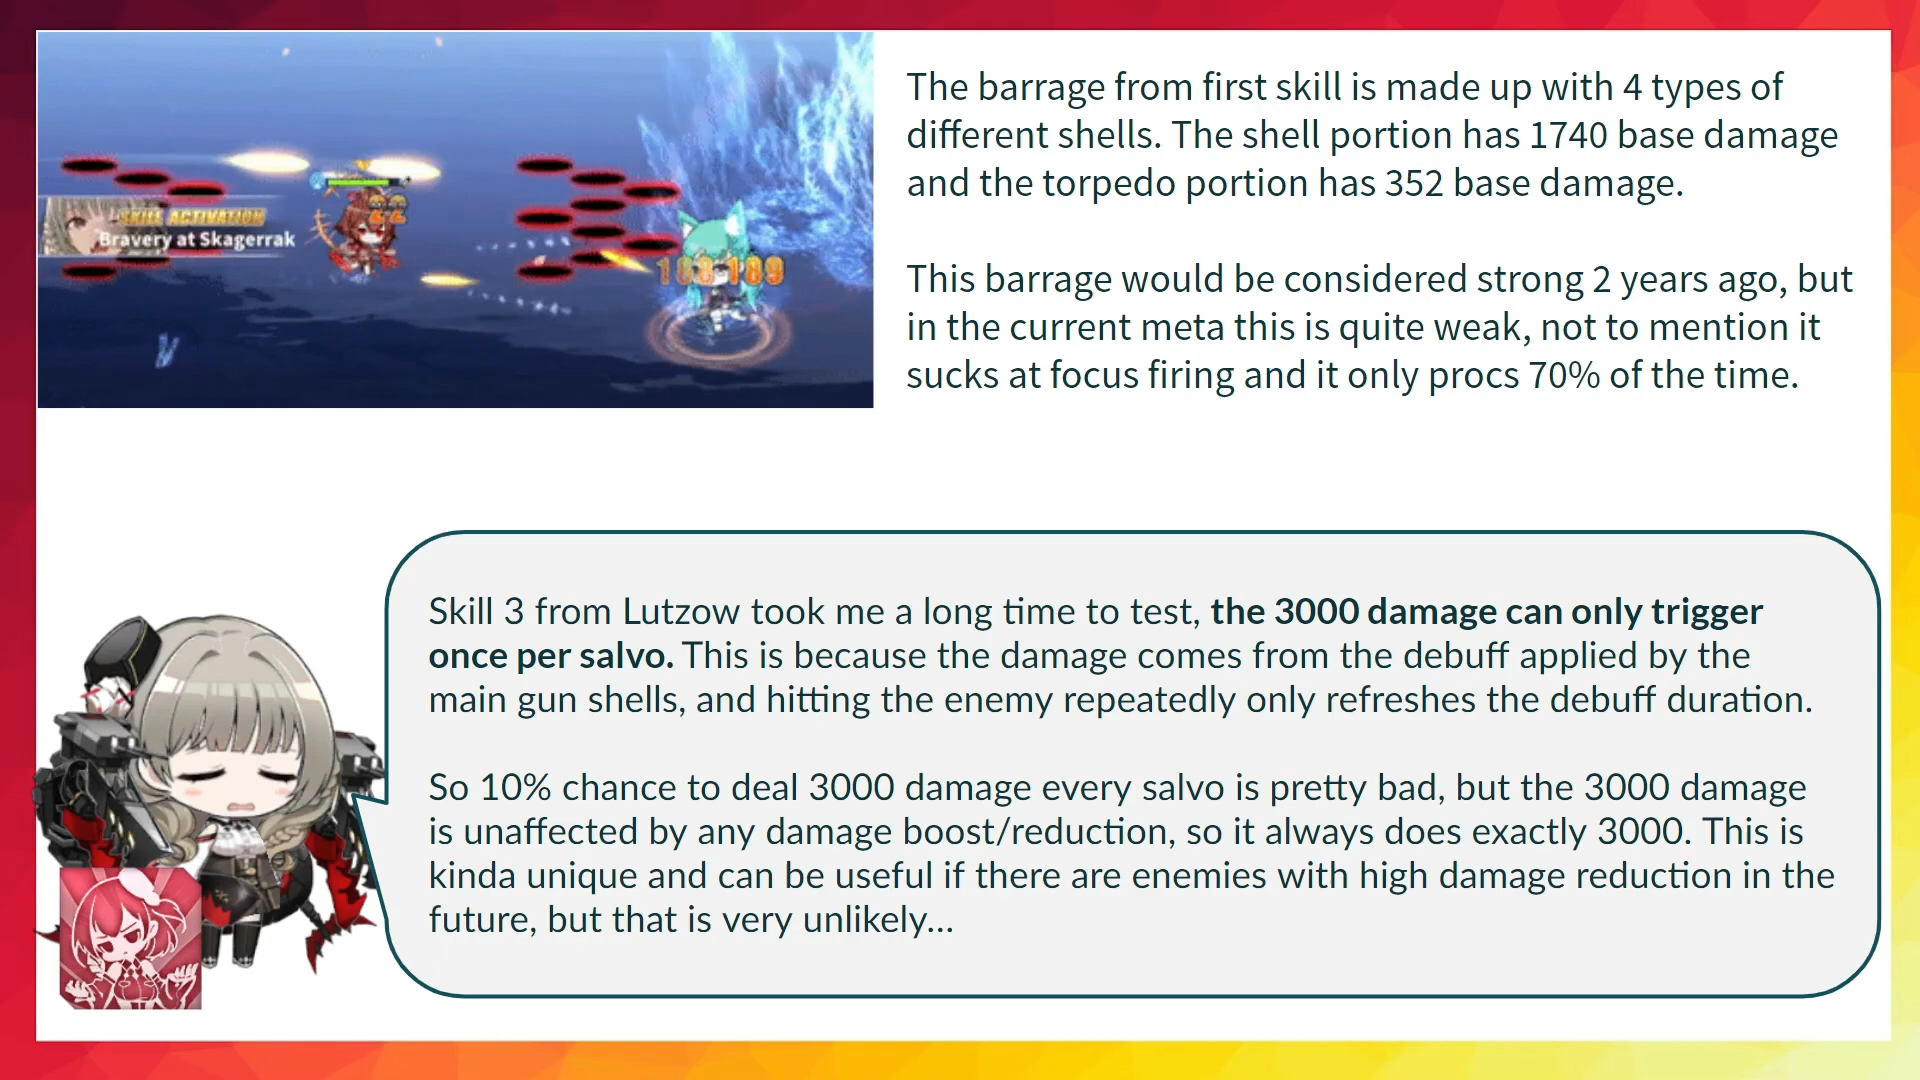 The barrage from first skill is made up with 4 types of
different shells. The shell portion has 1740 base damage
and the torpedo portion has 352 base damage.
This barrage would be considered strong 2 years ago, but
in the current meta this is quite weak, not to mention it
sucks at focus firing and it only procs 70% of the time.
SKILL ACTIVATION
Bravery at Skagerrak
22
189
Skill 3 from Lutzow took me a long time to test, the 3000 damage can only trigger
once per salvo. This is because the damage comes from the debuff applied by the
main gun shells, and hitting the enemy repeatedly only refreshes the debuff duration.
So 10% chance to deal 3000 damage every salvo is pretty bad, but the 3000 damage
is unaffected by any damage boost/reduction, so it always does exactly 3000. This is
kinda unique and can be useful if there are enemies with high damage reduction in the
future, but that is very unlikely...